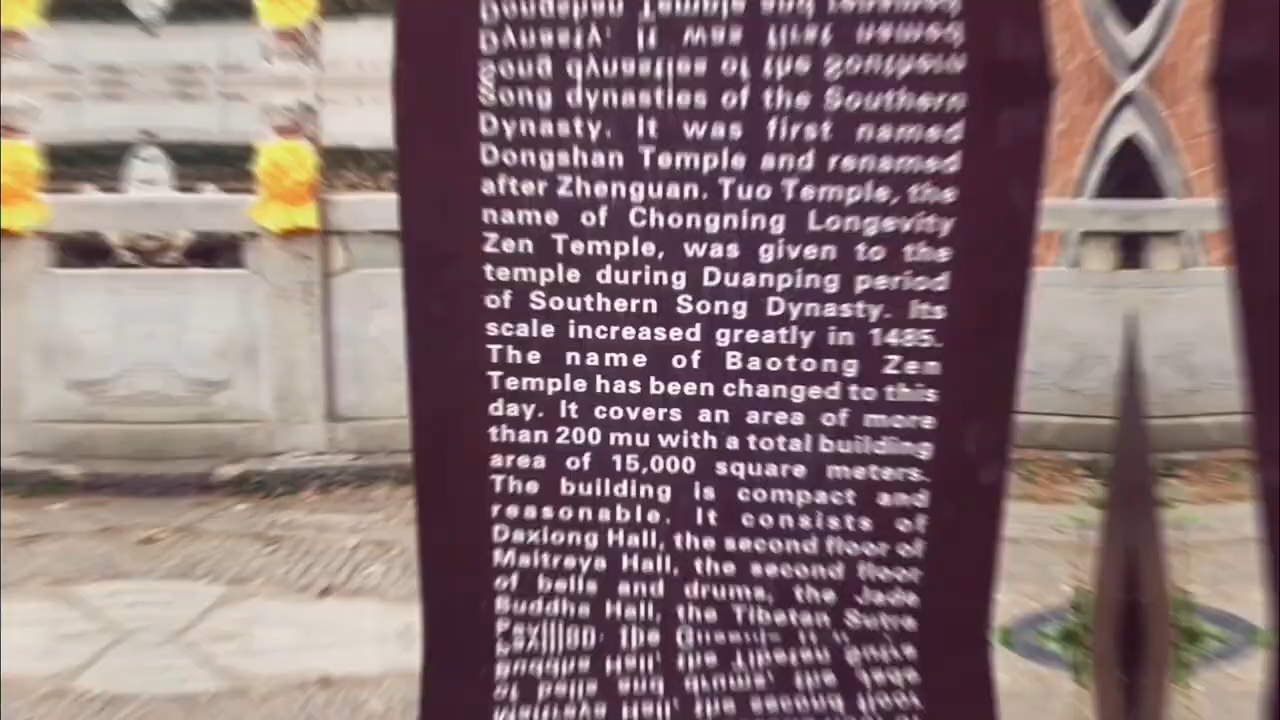 Song dynasties of the Southern
Dynasty. It was first named
Dongshan Temple and renamed
after Zhenguan. Tuo Temple, the
name of Chongning Longevity
Zen Temple, was given to the
temple during Duanping period
of Southern Song Dynasty. Its
scale increased greatly in 1485.
The name of Baotong Zen
Temple has been changed to this
day. It covers an area of more
than 200 mu with a total building
area of 15,000 square meters.
The building is compact and
reasonable. It consists of
Daxiong Hall, the second floor of
Maitreya Hall, the second floor
of bells and drums, the Jade
Buddha Hall, the Tibetan Sutra